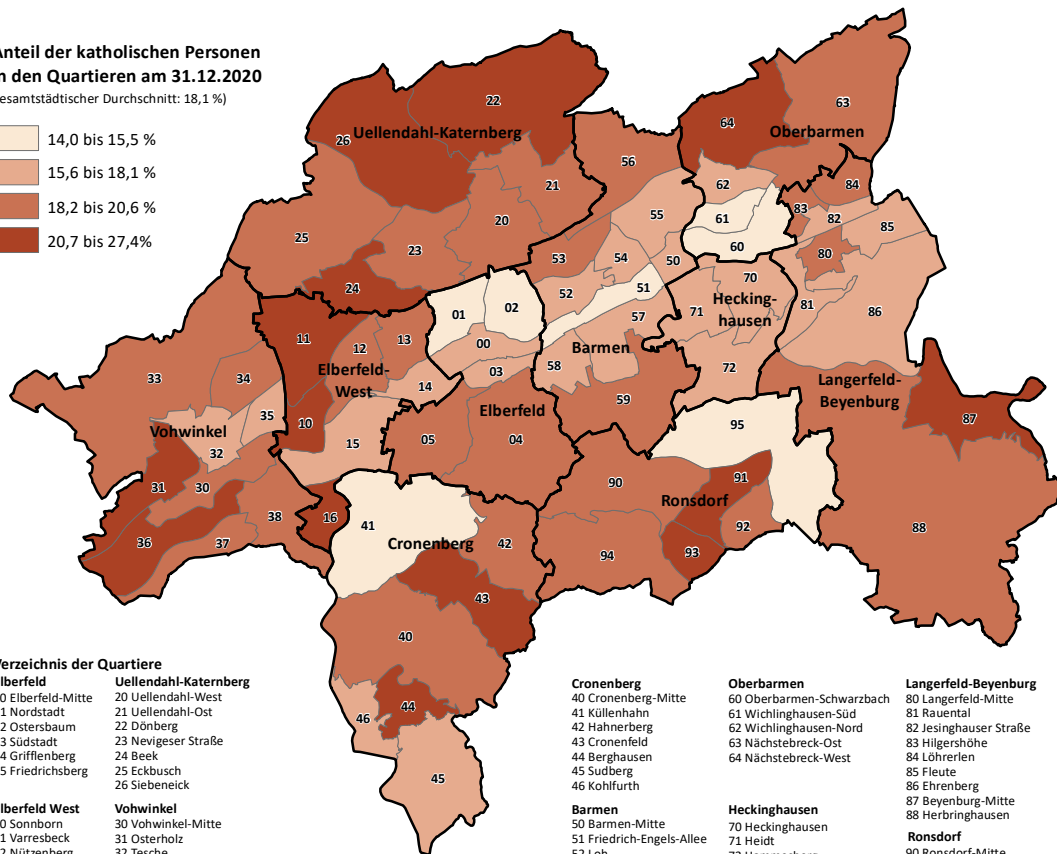 Anteil der katholischen Personen
n den Quartieren am 31.12.2020
esamtstädtischer Durchschnitt: 18,1 %)
14,0 bis 15,5 %
15,6 bis 18,1 %
18,2 bis 20,6 %
20,7 bis 27,4%
22
63
64
Uellendahl-Katernberg
Oberbarmen
26
56
21
62
84
20
55
61
83
82
85
25
23
60
53
54
50
80
24
51
70
52
81
01
02
57
71
Hecking-
hausen
86
11
12
13
00
Barmen
33
34
Elberfeld-
West
03
58
72
14
Langerfeld-
Beyenburg
35
59
10
Elberfeld
87
Vohwinkel
32
15
05
04
95
31
30
90
91
Ronsdorf
36
38
16
41
92
88
37
Cronenberg
42
94
93
43
40
44
46
45
Verzeichnis der Quartiere
lberfeld
0 Elberfeld-Mitte
1 Nordstadt
2 Ostersbaum
3 Südstadt
4 Grifflenberg
5 Friedrichsberg
lberfeld West
0 Sonnborn
1 Varresbeck
2 Nützenberg
Uellendahl-Katernberg
20 Uellendahl-West
21 Uellendahl-Ost
22 Dönberg
23 Nevigeser Straße
24 Beek
25 Eckbusch
26 Siebeneick
Vohwinkel
30 Vohwinkel-Mitte
31 Osterholz
32 Tesche
Cronenberg
40 Cronenberg-Mitte
41 Küllenhahn
42 Hahnerberg
43 Cronenfeld
44 Berghausen
45 Sudberg
46 Kohlfurth
Barmen
50 Barmen-Mitte
51 Friedrich-Engels-Allee
52 Loh
Oberbarmen
60 Oberbarmen-Schwarzbach
61 Wichlinghausen-Süd
62 Wichlinghausen-Nord
63 Nächstebreck-Ost
64 Nächstebreck-West
Heckinghausen
70 Heckinghausen
71 Heidt
72 Hammesberg
Langerfeld-Beyenburg
80 Langerfeld-Mitte
81 Rauental
82 Jesinghauser Straße
83 Hilgershöhe
84 Löhrerlen
85 Fleute
86 Ehrenberg
87 Beyenburg-Mitte
88 Herbringhausen
Ronsdorf
90 Ronsdorf-Mitte